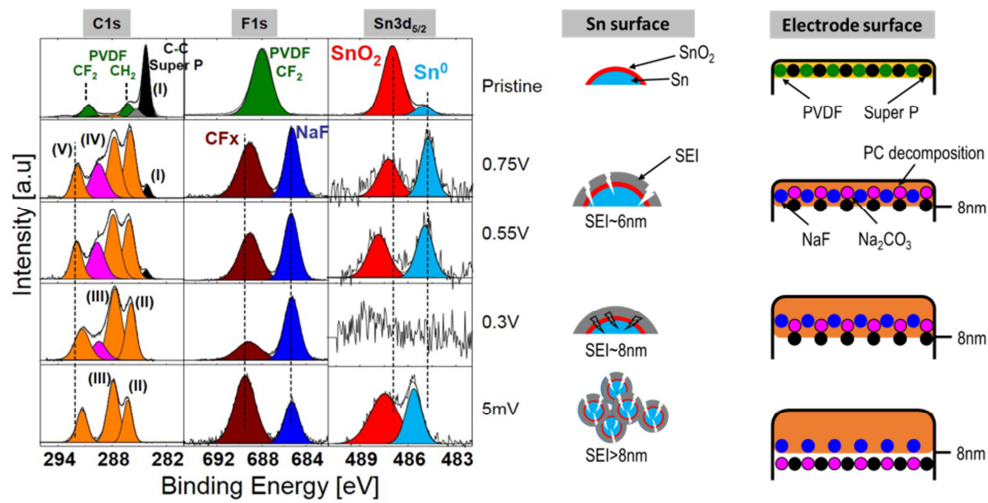 C1s
F1s
Sn3d5/2
Sn surface
Electrode surface
PVDF
CF2
CH2
C-C
Super P
(I)
PVDF
CF2
SnO2
Sn0
Pristine
SnO2
Sn
PVDF
Super P
(V)
(IV)
(I)
CFx
NaF
0.75V
SEI
SEI~6nm
PC decomposition
8nm
NaF
Na2CO3
0.55V
(III)
(II)
0.3V
SEI~8nm
8nm
(III)
(II)
5mV
SEI>8nm
8nm
Intensity [a.u]
294 288 282
692 688 684
489 486 483
Binding Energy [eV]